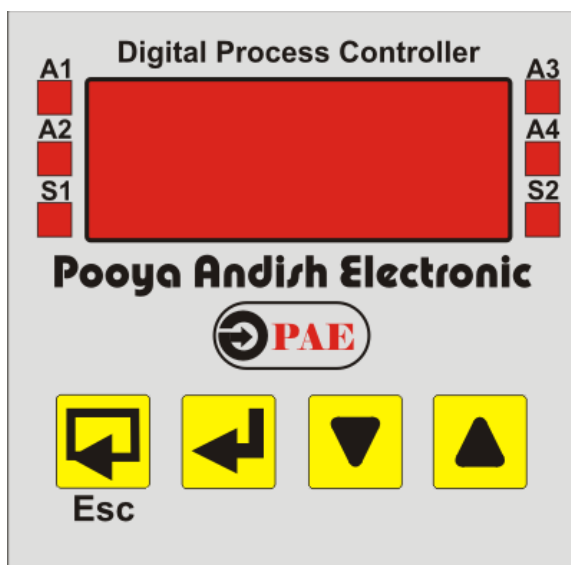 Digital Process Controller
A1
A3
A2
A4
S1
S2
Pooya Andish Electronic
PAE
Esc